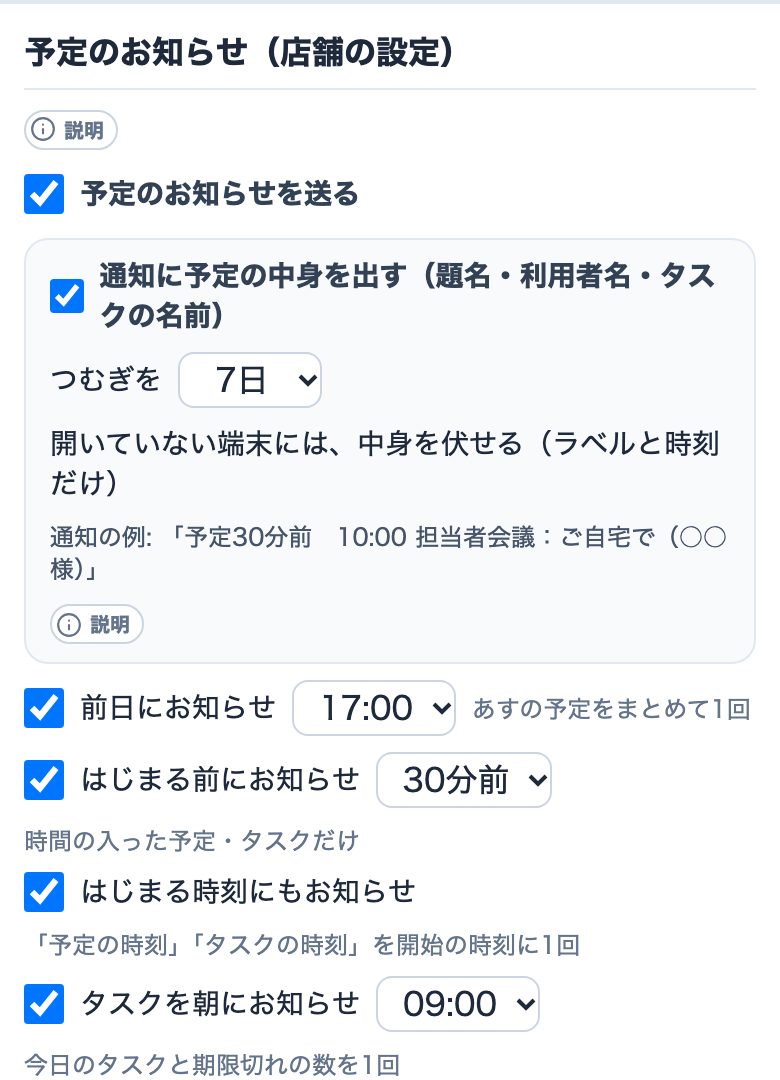 予定のお知らせ（店舗の設定）
説明
予定のお知らせを送る
通知に予定の中身を出す（題名・利用者名・タス
クの名前）
つむぎを 7日
開いていない端末には、中身を伏せる（ラベルと時刻
だけ）
通知の例: 「予定30分前　10:00 担当者会議：ご自宅で（〇〇
様）」
説明
前日にお知らせ 17:00 あすの予定をまとめて1回
はじまる前にお知らせ 30分前
時間の入った予定・タスクだけ
はじまる時刻にもお知らせ
「予定の時刻」「タスクの時刻」を開始の時刻に1回
タスクを朝にお知らせ 09:00
今日のタスクと期限切れの数を1回